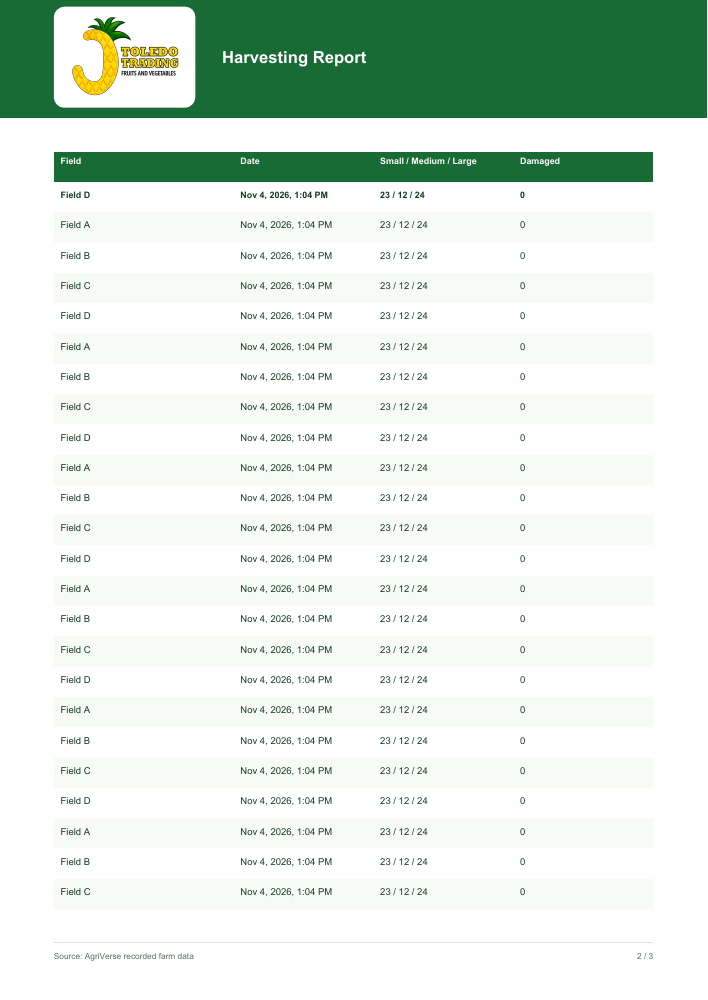 TOLEDO
TRADING
FRUITS AND VEGETABLES
Harvesting Report
Field Date Small / Medium / Large Damaged
Field D Nov 4, 2026, 1:04 PM 23 / 12 / 24 0
Field A Nov 4, 2026, 1:04 PM 23 / 12 / 24 0
Field B Nov 4, 2026, 1:04 PM 23 / 12 / 24 0
Field C Nov 4, 2026, 1:04 PM 23 / 12 / 24 0
Field D Nov 4, 2026, 1:04 PM 23 / 12 / 24 0
Field A Nov 4, 2026, 1:04 PM 23 / 12 / 24 0
Field B Nov 4, 2026, 1:04 PM 23 / 12 / 24 0
Field C Nov 4, 2026, 1:04 PM 23 / 12 / 24 0
Field D Nov 4, 2026, 1:04 PM 23 / 12 / 24 0
Field A Nov 4, 2026, 1:04 PM 23 / 12 / 24 0
Field B Nov 4, 2026, 1:04 PM 23 / 12 / 24 0
Field C Nov 4, 2026, 1:04 PM 23 / 12 / 24 0
Field D Nov 4, 2026, 1:04 PM 23 / 12 / 24 0
Field A Nov 4, 2026, 1:04 PM 23 / 12 / 24 0
Field B Nov 4, 2026, 1:04 PM 23 / 12 / 24 0
Field C Nov 4, 2026, 1:04 PM 23 / 12 / 24 0
Field D Nov 4, 2026, 1:04 PM 23 / 12 / 24 0
Field A Nov 4, 2026, 1:04 PM 23 / 12 / 24 0
Field B Nov 4, 2026, 1:04 PM 23 / 12 / 24 0
Field C Nov 4, 2026, 1:04 PM 23 / 12 / 24 0
Field D Nov 4, 2026, 1:04 PM 23 / 12 / 24 0
Field A Nov 4, 2026, 1:04 PM 23 / 12 / 24 0
Field B Nov 4, 2026, 1:04 PM 23 / 12 / 24 0
Field C Nov 4, 2026, 1:04 PM 23 / 12 / 24 0
Source: AgriVerse recorded farm data 2 / 3